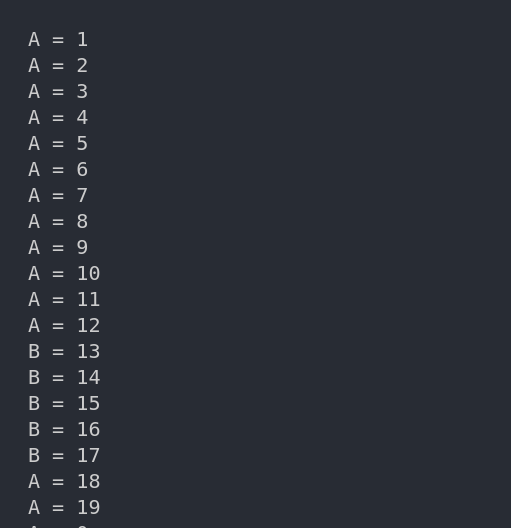 A = 1
A = 2
A = 3
A = 4
A = 5
A = 6
A = 7
A = 8
A = 9
A = 10
A = 11
A = 12
B = 13
B = 14
B = 15
B = 16
B = 17
A = 18
A = 19